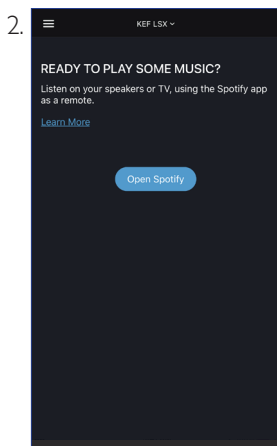 2.
KEF LSX
READY TO PLAY SOME MUSIC?
Listen on your speakers or TV, using the Spotify app
as a remote.
Learn More
Open Spotify